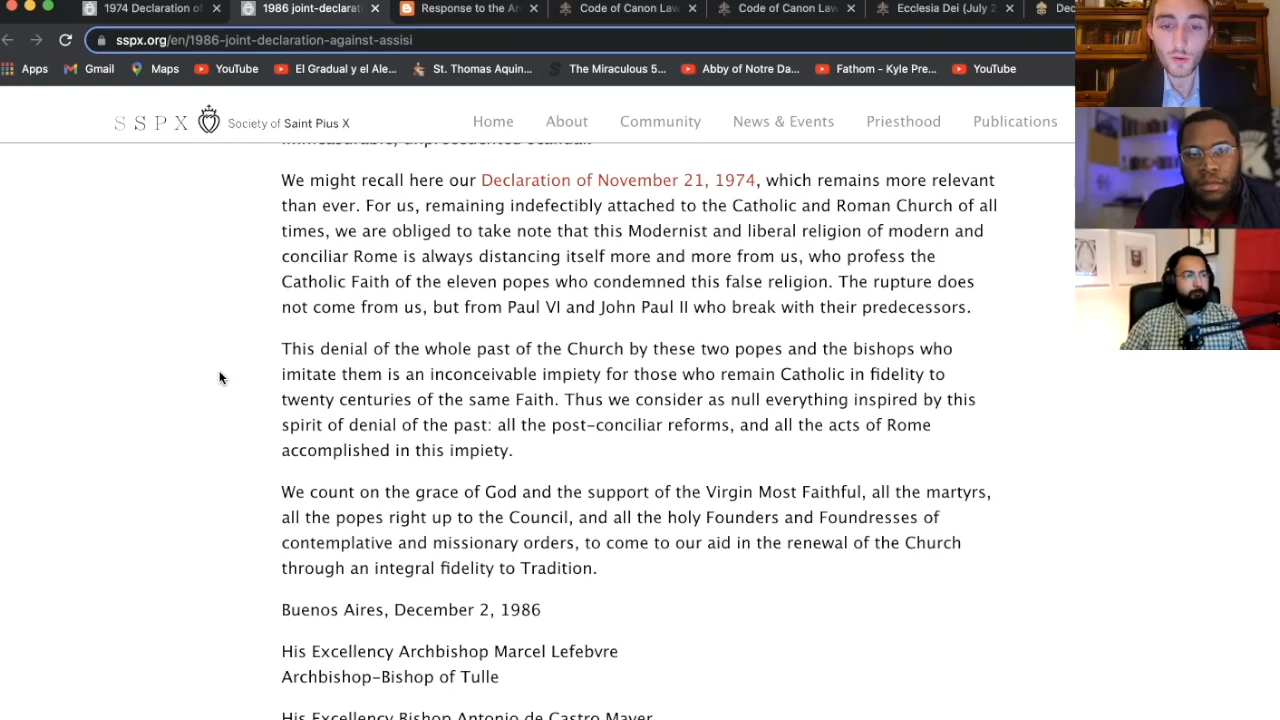 1974 Declaration of
1986 joint-declarat
Response to the Ar
Code of Canon Law
Code of Canon Law
Ecclesia Dei (July 2
Dec
sspx.org/en/1986-joint-declaration-against-assisi
Apps
Gmail
Maps
YouTube
El Gradual y el Ale...
St. Thomas Aquin...
The Miraculous 5...
Abby of Notre Da...
Fathom - Kyle Pre...
YouTube
SSPX Society of Saint Pius X
Home
About
Community
News & Events
Priesthood
Publications
We might recall here our Declaration of November 21, 1974, which remains more relevant
than ever. For us, remaining indefectibly attached to the Catholic and Roman Church of all
times, we are obliged to take note that this Modernist and liberal religion of modern and
conciliar Rome is always distancing itself more and more from us, who profess the
Catholic Faith of the eleven popes who condemned this false religion. The rupture does
not come from us, but from Paul VI and John Paul II who break with their predecessors.
This denial of the whole past of the Church by these two popes and the bishops who
imitate them is an inconceivable impiety for those who remain Catholic in fidelity to
twenty centuries of the same Faith. Thus we consider as null everything inspired by this
spirit of denial of the past: all the post-conciliar reforms, and all the acts of Rome
accomplished in this impiety.
We count on the grace of God and the support of the Virgin Most Faithful, all the martyrs,
all the popes right up to the Council, and all the holy Founders and Foundresses of
contemplative and missionary orders, to come to our aid in the renewal of the Church
through an integral fidelity to Tradition.
Buenos Aires, December 2, 1986
His Excellency Archbishop Marcel Lefebvre
Archbishop-Bishop of Tulle
His Excellency Bishop Antonio de Castro Mayer